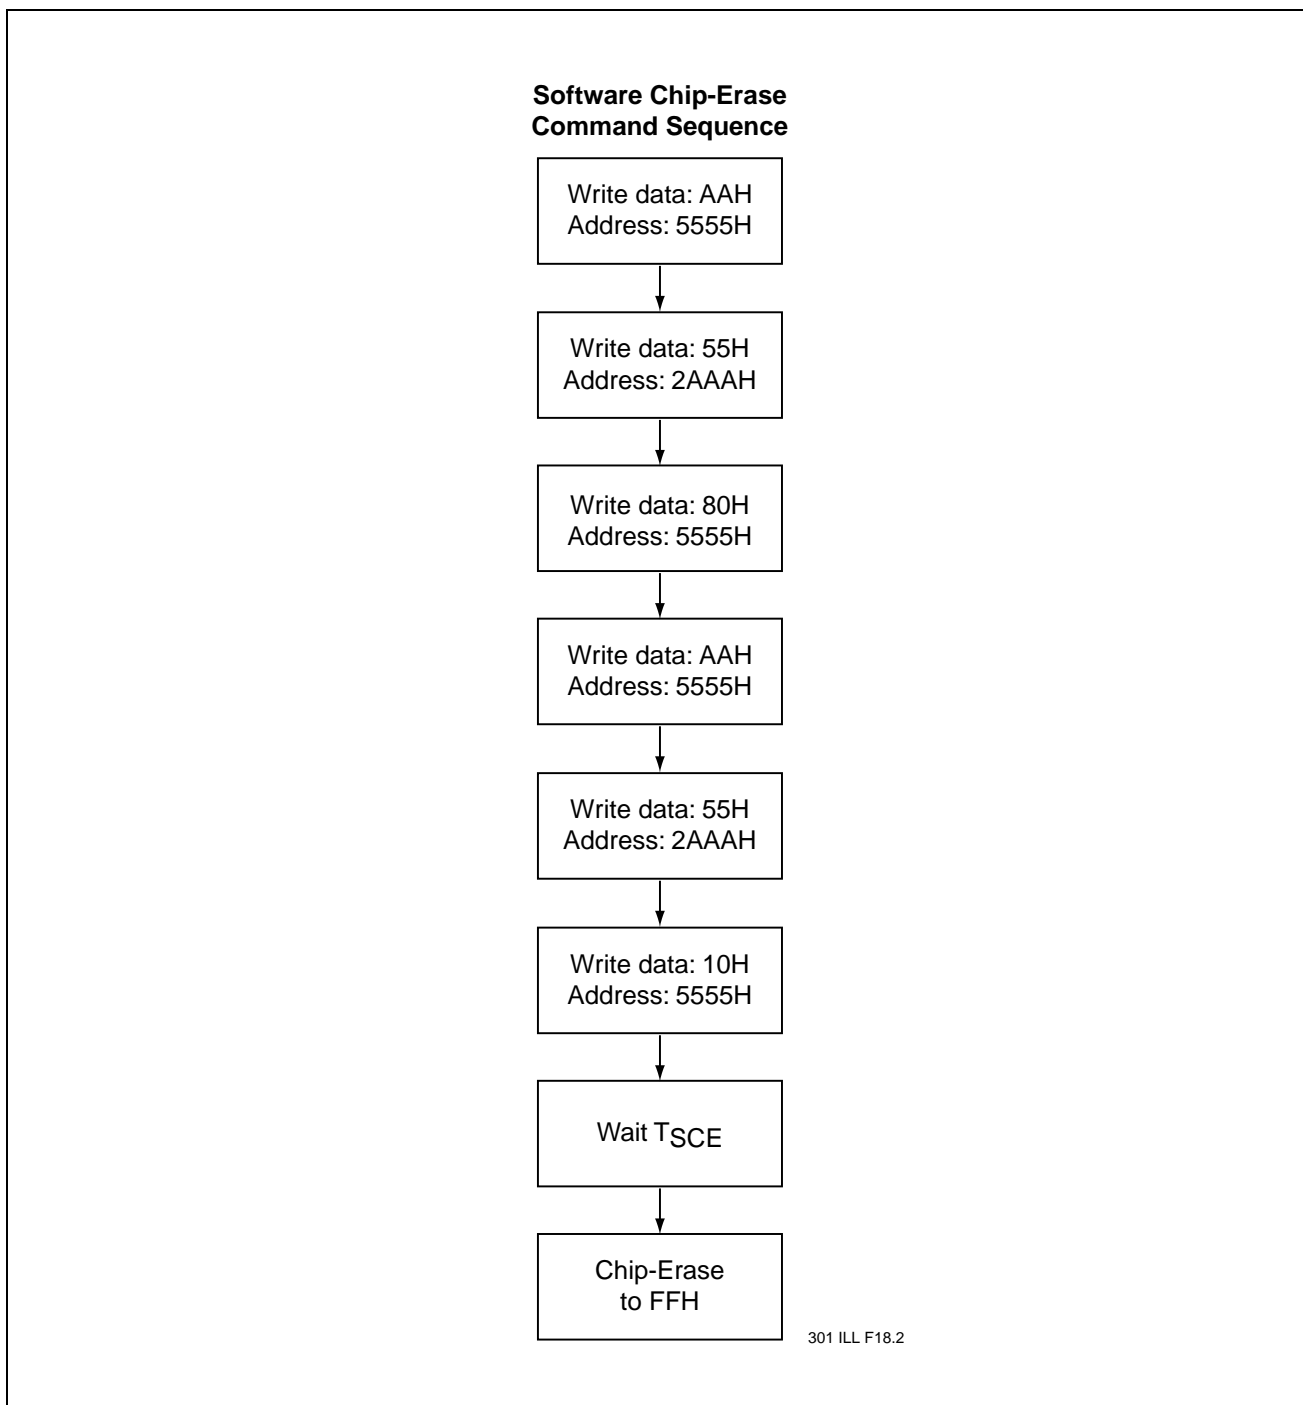 Software Chip-Erase
Command Sequence
Write data: AAH
Address: 5555H
Write data: 55H
Address: 2AAAH
Write data: 80H
Address: 5555H
Write data: AAH
Address: 5555H
Write data: 55H
Address: 2AAAH
Write data: 10H
Address: 5555H
Wait TSCE
Chip-Erase
to FFH
301 ILL F18.2